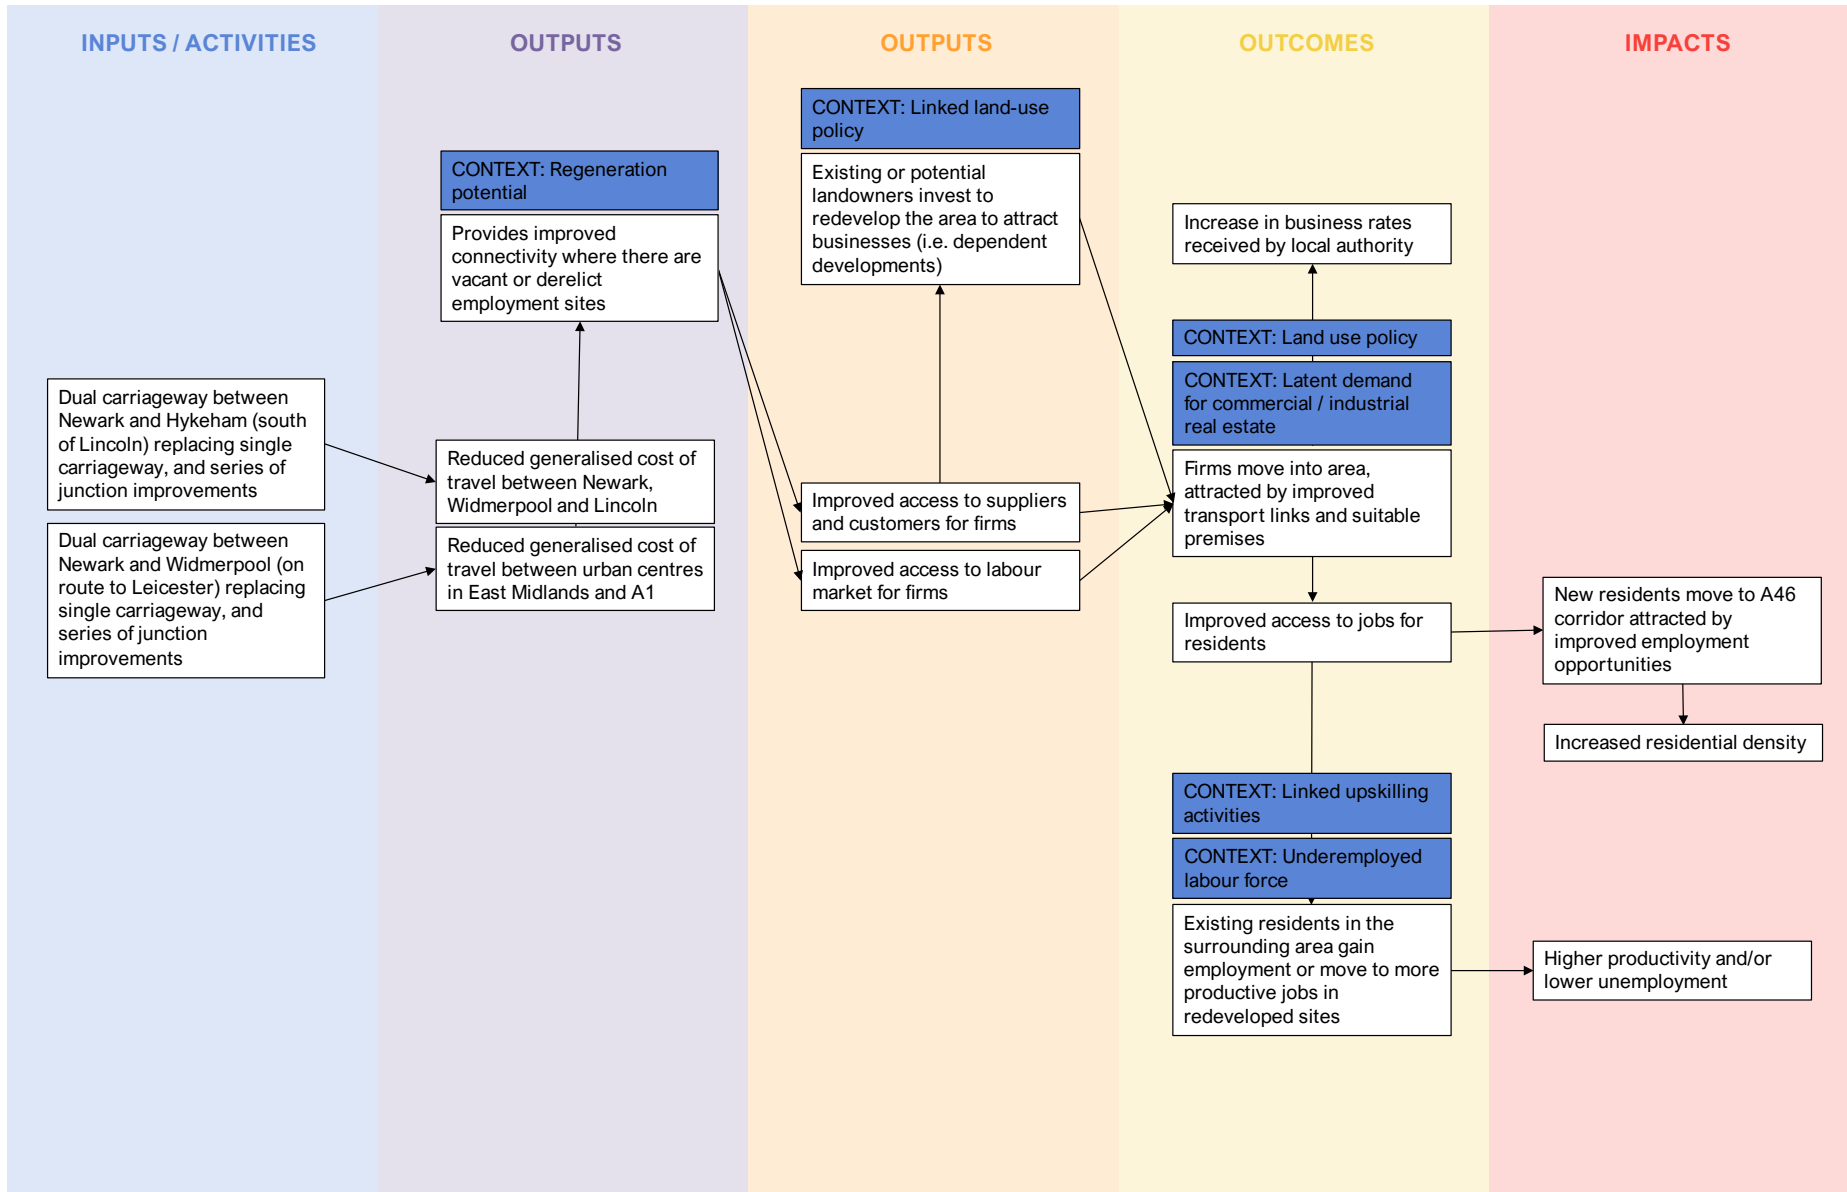 INPUTS / ACTIVITIES
OUTPUTS
OUTPUTS
OUTCOMES
IMPACTS
Dual carriageway between
Newark and Hykeham (south
of Lincoln) replacing single
carriageway, and series of
junction improvements
Dual carriageway between
Newark and Widmerpool (on
route to Leicester) replacing
single carriageway, and
series of junction
improvements
CONTEXT: Regeneration
potential
Provides improved
connectivity where there are
vacant or derelict
employment sites
Reduced generalised cost of
travel between Newark,
Widmerpool and Lincoln
Reduced generalised cost of
travel between urban centres
in East Midlands and A1
CONTEXT: Linked land-use
policy
Existing or potential
landowners invest to
redevelop the area to attract
businesses (i.e. dependent
developments)
Improved access to suppliers
and customers for firms
Improved access to labour
market for firms
Increase in business rates
received by local authority
CONTEXT: Land use policy
CONTEXT: Latent demand
for commercial / industrial
real estate
Firms move into area,
attracted by improved
transport links and suitable
premises
Improved access to jobs for
residents
CONTEXT: Linked upskilling
activities
CONTEXT: Underemployed
labour force
Existing residents in the
surrounding area gain
employment or move to more
productive jobs in
redeveloped sites
New residents move to A46
corridor attracted by
improved employment
opportunities
Increased residential density
Higher productivity and/or
lower unemployment